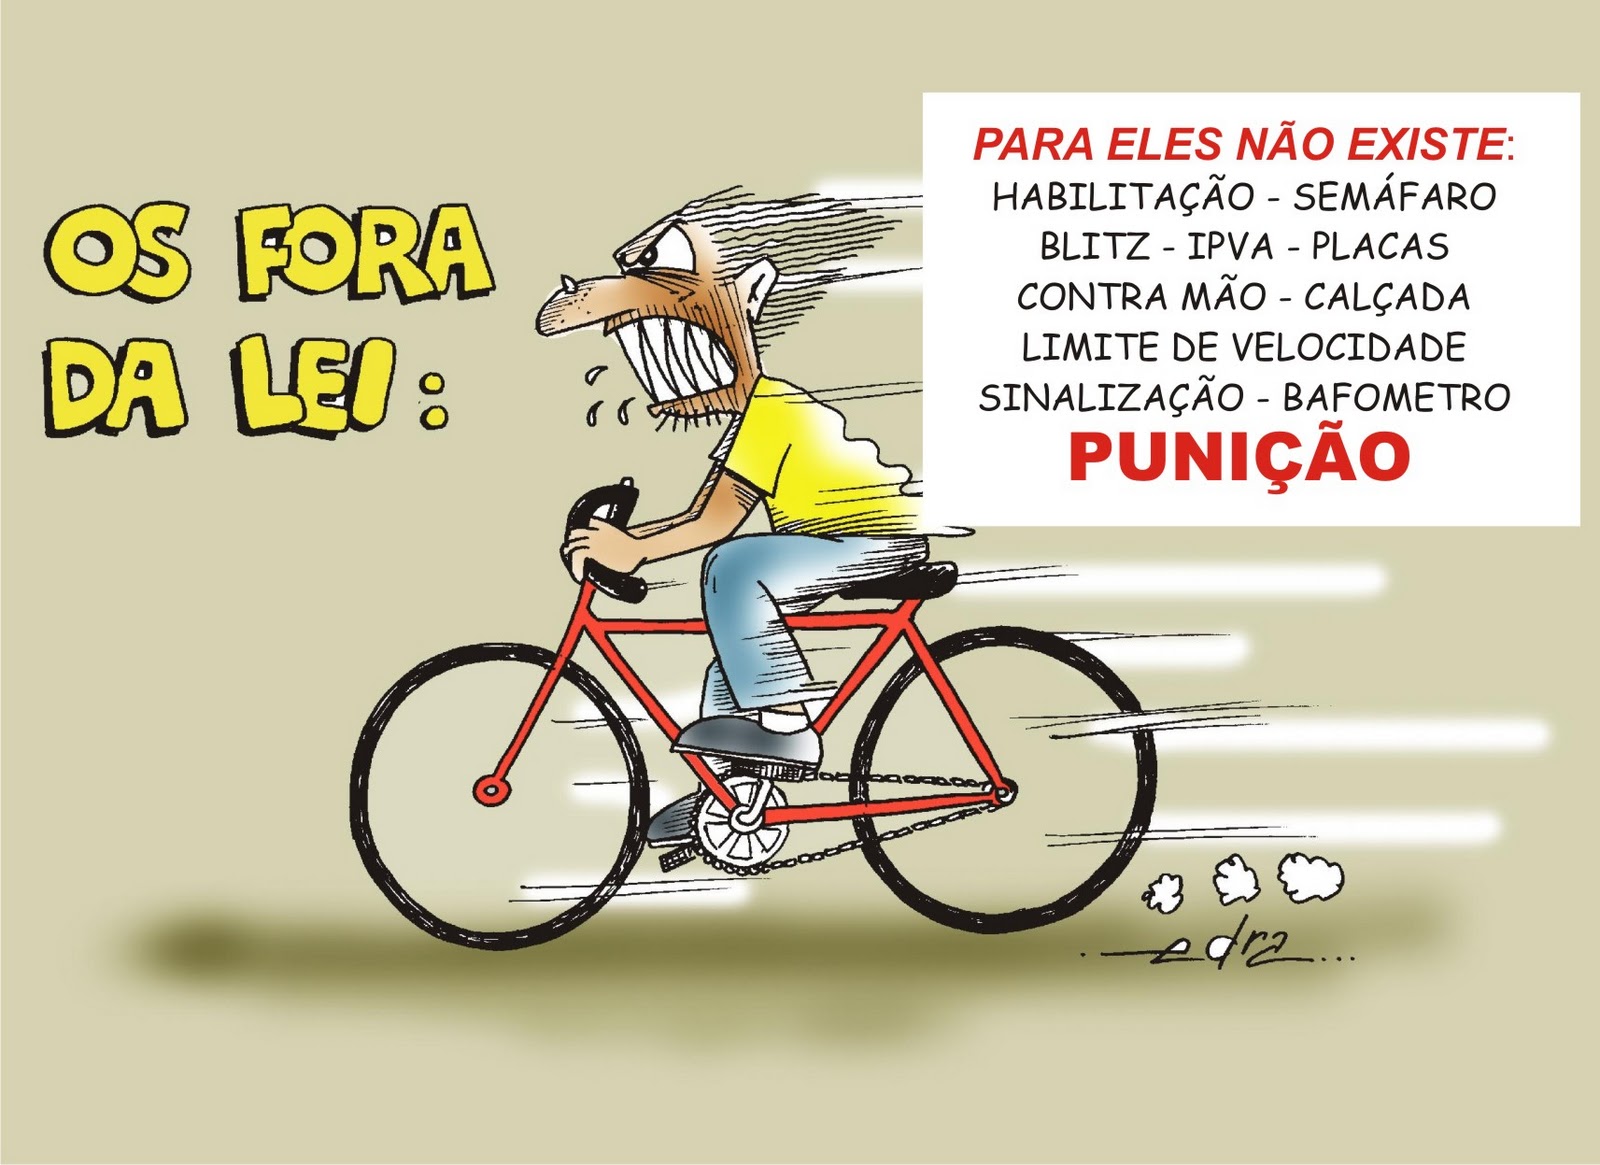 OS FORA
DA LEI :
PARA ELES NÃO EXISTE:
HABILITAÇÃO - SEMÁFARO
BLITZ - IPVA - PLACAS
CONTRA MÃO - CALÇADA
LIMITE DE VELOCIDADE
SINALIZAÇÃO - BAFOMETRO
PUNIÇÃO
edra...